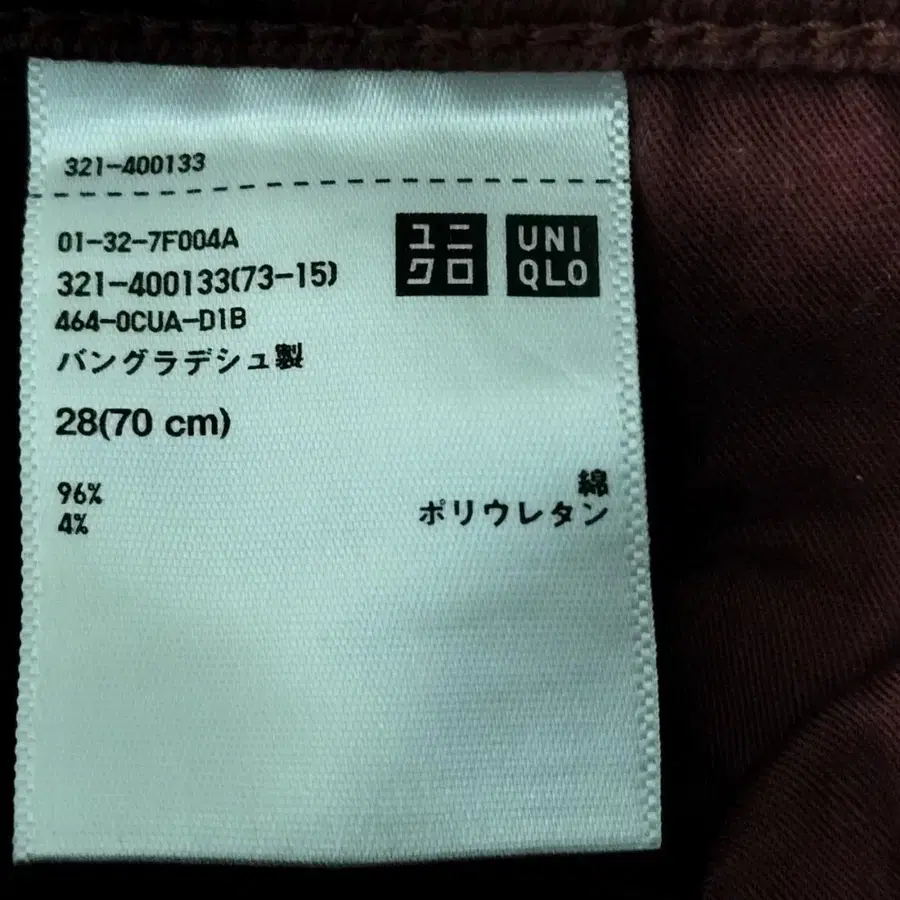 321-400133
01-32-7F004A
321-400133(73-15)
464-0CUA-D1B
バングラデシュ製
ユニ
クロ
UNI
QLO
28(70 cm)
96% 綿
4% ポリウレタン